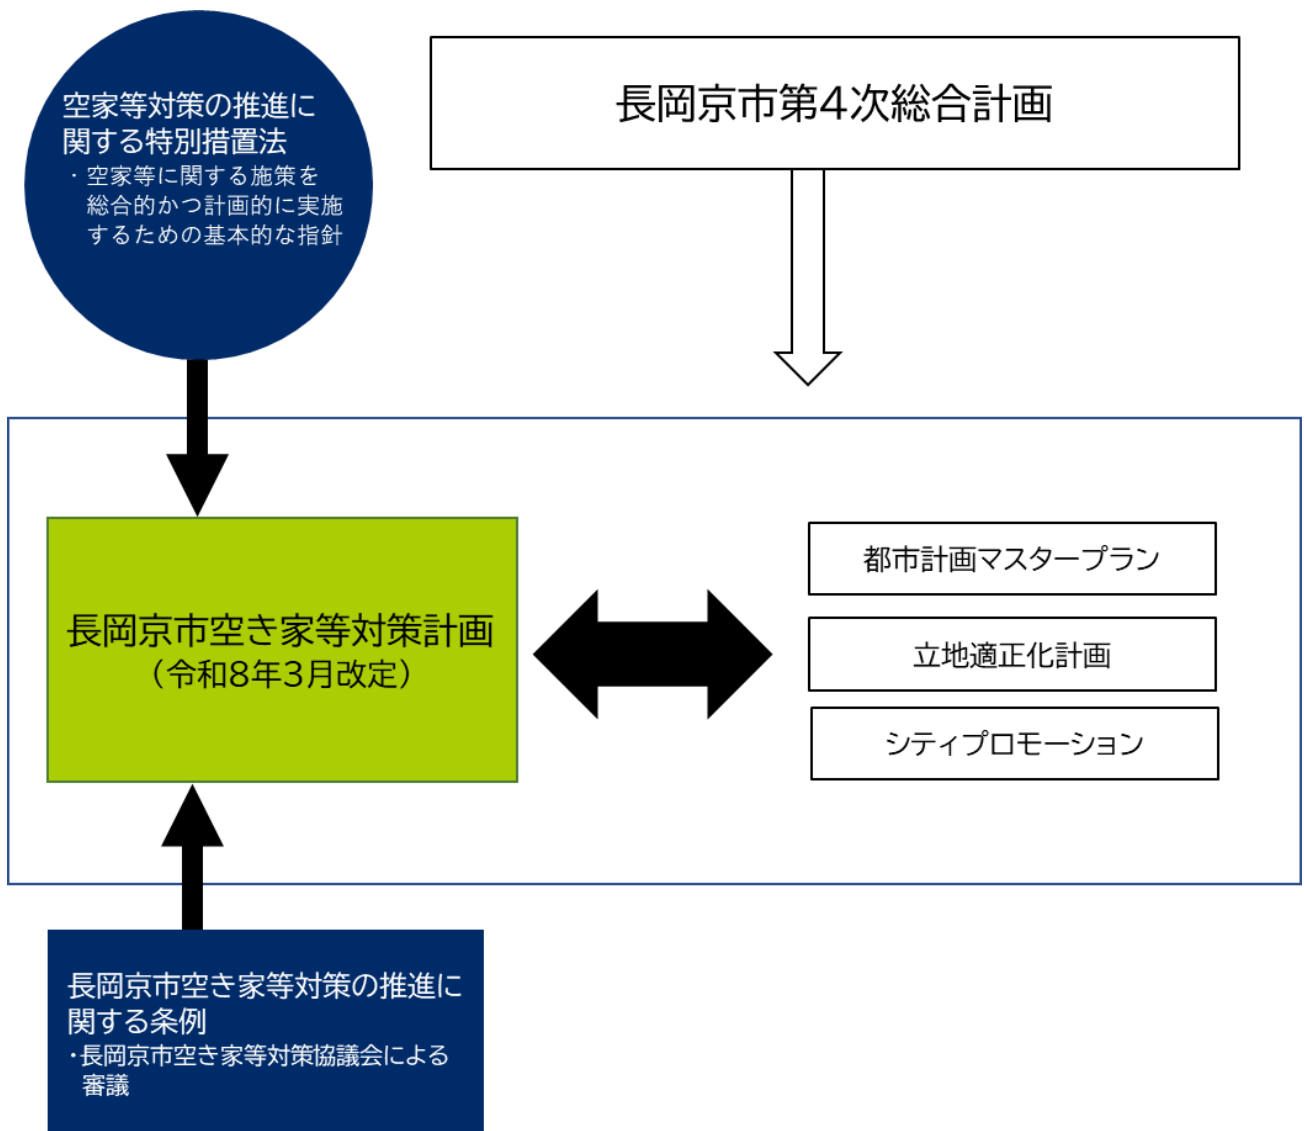 空家等対策の推進に
関する特別措置法
・空家等に関する施策を
総合的かつ計画的に実施
するための基本的な指針
長岡京市第4次総合計画
長岡京市空き家等対策計画
（令和8年3月改定）
都市計画マスタープラン
立地適正化計画
シティプロモーション
長岡京市空き家等対策の推進に
関する条例
・長岡京市空き家等対策協議会による
審議